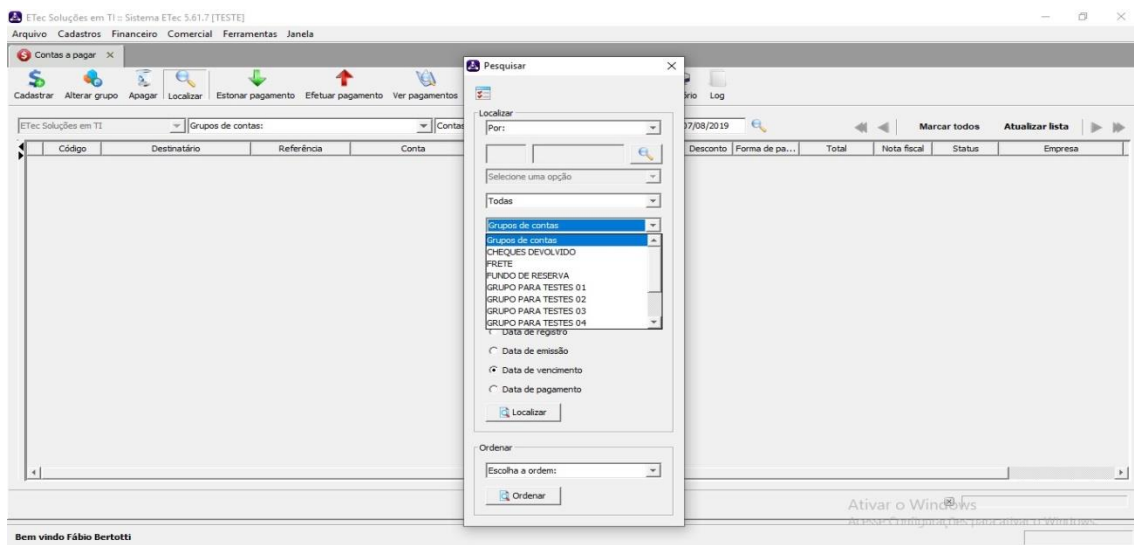 ETec Soluções em TI :: Sistema ETec 5.61.7 [TESTE]
Arquivo Cadastros Financeiro Comercial Ferramentas Janela
Contas a pagar
Cadastrar Alterar grupo Apagar Localizar Estonar pagamento Efetuar pagamento Ver pagamentos
Log
ETec Soluções em TI Grupos de contas: Contas
07/08/2019 Marcar todos Atualizar lista
Código Destinatário Referência Conta Desconto Forma de pa... Total Nota fiscal Status Empresa
Pesquisar
Localizar
Por:
Selecione uma opção
Todas
Grupos de contas
Grupos de contas
CHEQUES DEVOLVIDO
FRETE
FUNDO DE RESERVA
GRUPO PARA TESTES 01
GRUPO PARA TESTES 02
GRUPO PARA TESTES 03
GRUPO PARA TESTES 04
Data de registro
Data de emissão
Data de vencimento
Data de pagamento
Localizar
Ordenar
Escolha a ordem:
Ordenar
Ativar o Windows
Acessar Configurações para ativar o Windows.
Bem vindo Fábio Bertotti